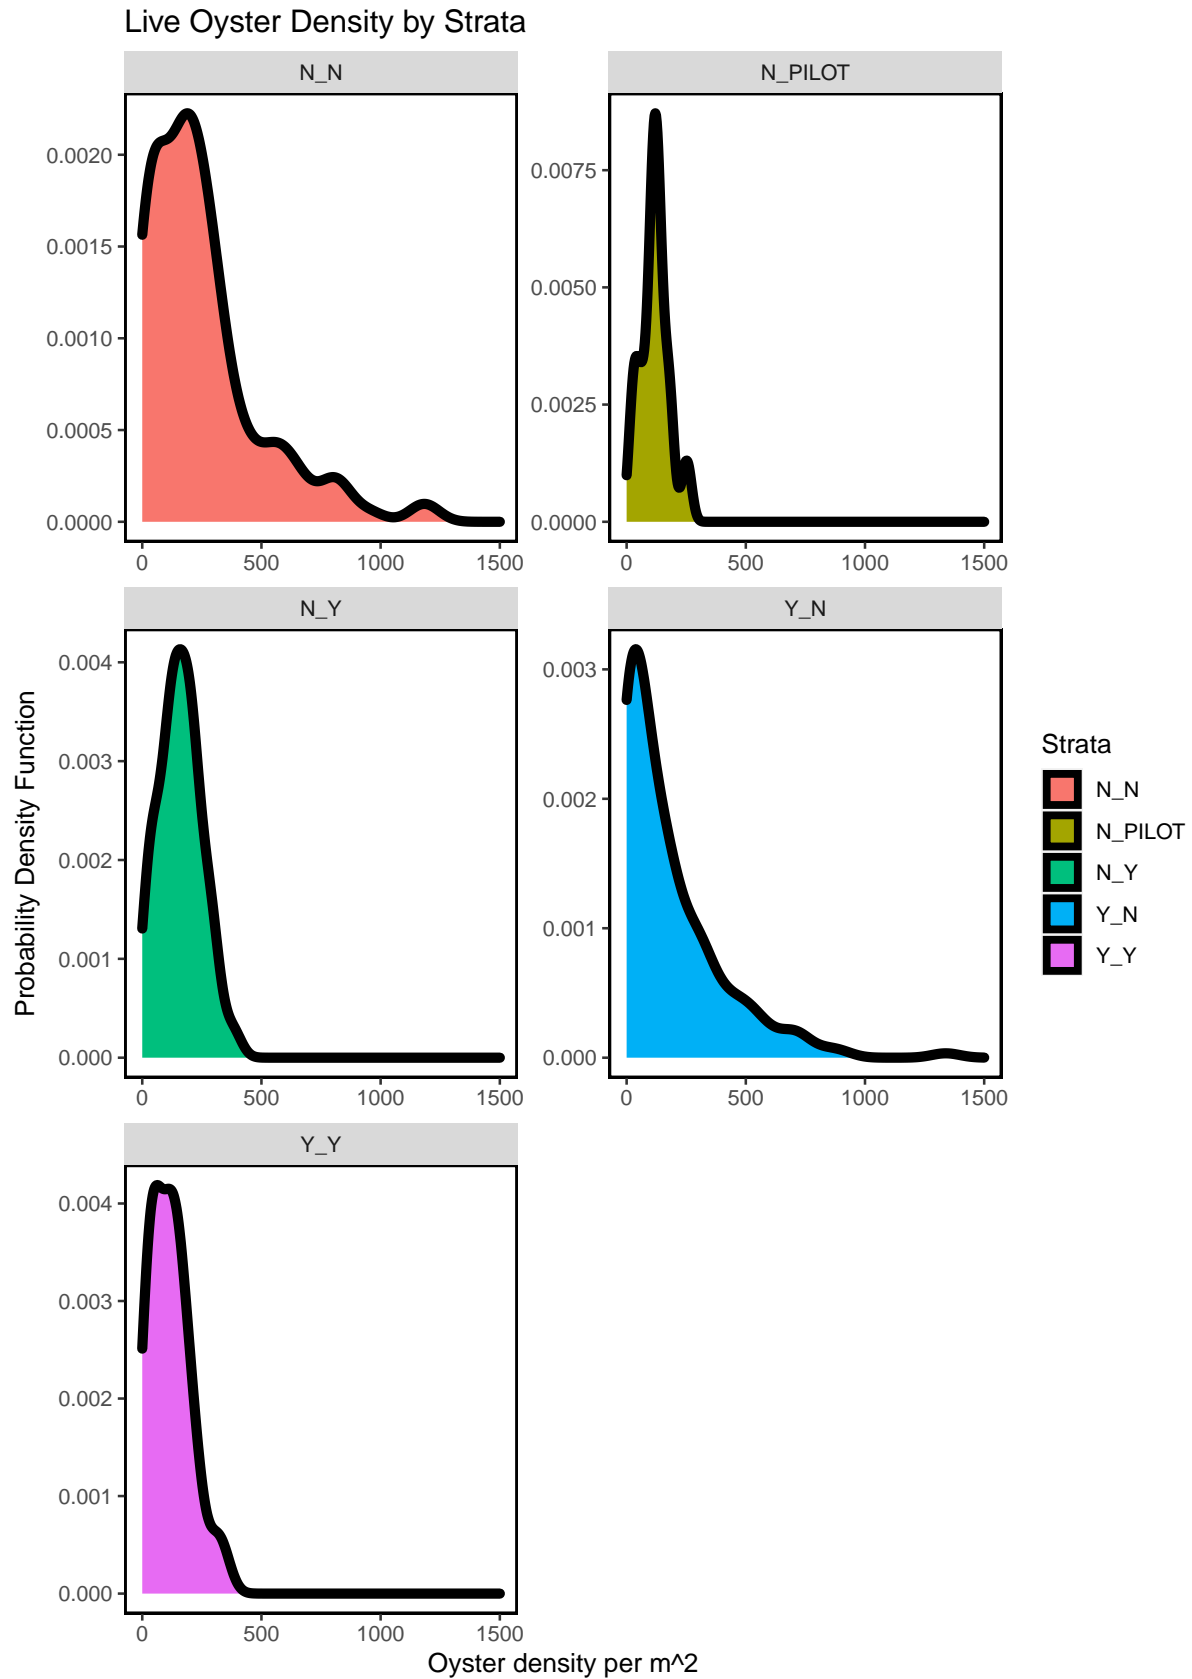 Live Oyster Density by Strata
N_N
N_PILOT
0.0020
0.0015
0.0010
0.0005
0.0000
0.0075
0.0050
0.0025
0.0000
0 500 1000 1500
0 500 1000 1500
N_Y
Y_N
Probability Density Function
0.004
0.003
0.002
0.001
0.000
0.003
0.002
0.001
0.000
0 500 1000 1500
0 500 1000 1500
Strata
N_N
N_PILOT
N_Y
Y_N
Y_Y
Y_Y
0.004
0.003
0.002
0.001
0.000
0 500 1000 1500
Oyster density per m^2